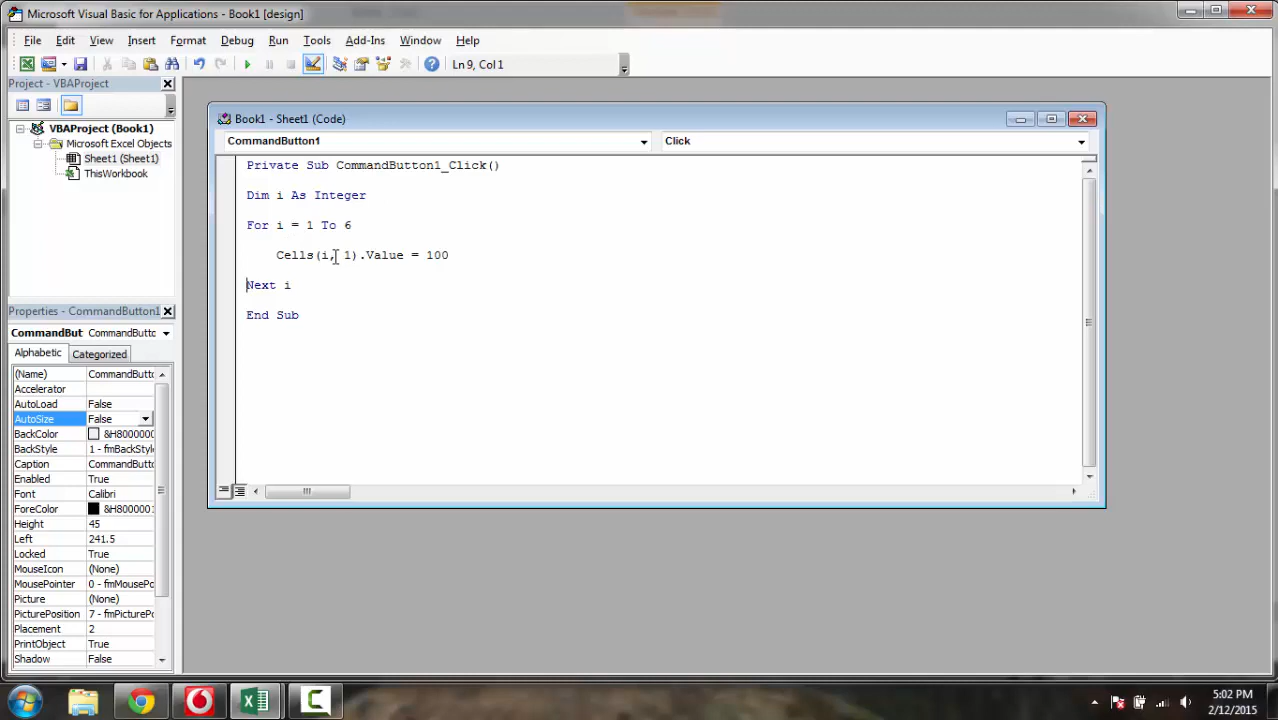 Microsoft Visual Basic for Applications - Book1 [design]
File Edit View Insert Format Debug Run Tools Add-Ins Window Help
Ln 9, Col 1
Project - VBAProject
VBAProject (Book1)
Microsoft Excel Objects
Sheet1 (Sheet1)
ThisWorkbook
Properties - CommandButton1
CommandBut CommandButto
Alphabetic Categorized
(Name) CommandButto
Accelerator
AutoLoad False
AutoSize False
BackColor &H8000000
BackStyle 1 - fmBackStyle
Caption CommandButto
Enabled True
Font Calibri
ForeColor &H8000001
Height 45
Left 241.5
Locked True
MouseIcon (None)
MousePointer 0 - fmMousePo
Picture (None)
PicturePosition 7 - fmPicturePo
Placement 2
PrintObject True
Shadow False
Book1 - Sheet1 (Code)
CommandButton1 Click
Private Sub CommandButton1_Click()
Dim i As Integer
For i = 1 To 6
Cells(i, 1).Value = 100
Next i
End Sub
5:02 PM
2/12/2015